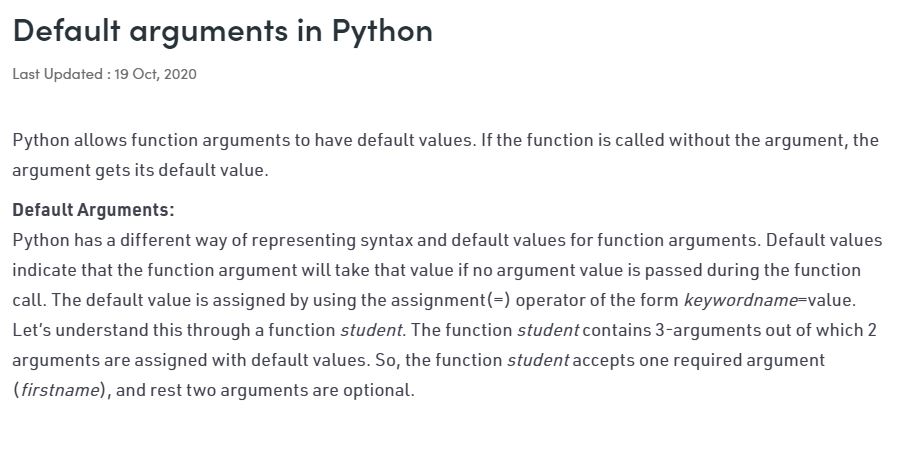 Default arguments in Python
Last Updated : 19 Oct, 2020
Python allows function arguments to have default values. If the function is called without the argument, the
argument gets its default value.
Default Arguments:
Python has a different way of representing syntax and default values for function arguments. Default values
indicate that the function argument will take that value if no argument value is passed during the function
call. The default value is assigned by using the assignment(=) operator of the form keywordname=value.
Let’s understand this through a function student. The function student contains 3-arguments out of which 2
arguments are assigned with default values. So, the function student accepts one required argument
(firstname), and rest two arguments are optional.